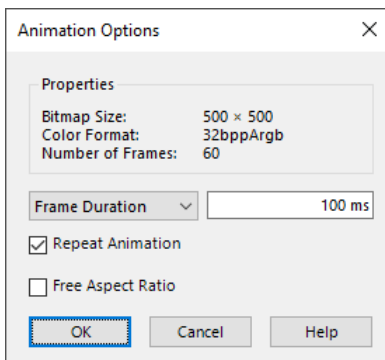 Animation Options
Properties
Bitmap Size: 500 × 500
Color Format: 32bppArgb
Number of Frames: 60
Frame Duration 100 ms
Repeat Animation
Free Aspect Ratio
OK Cancel Help